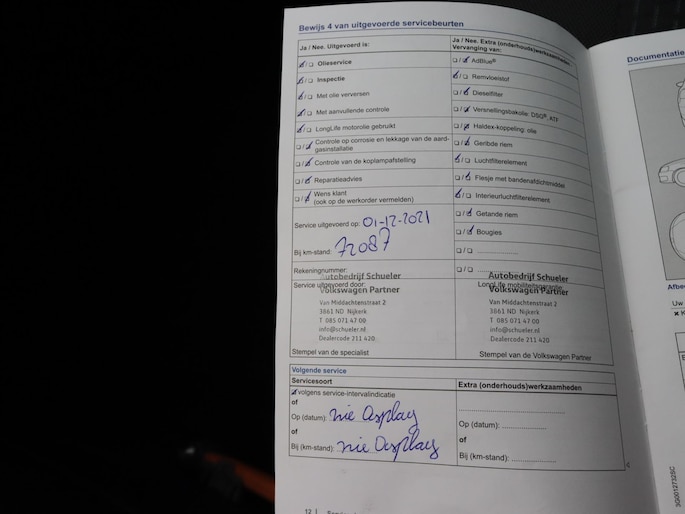 Bewijs 4 van uitgevoerde servicebeurten
Ja / Nee. Uitgevoerd is:
☑/☐ Olieservice
☑/☐ Inspectie
☑/☐ Met olie verversen
☑/☐ Met aanvullende controle
☑/☐ LongLife motorolie gebruikt
☐/☑ Controle op corrosie en lekkage van de aard-
gasinstallatie
☐/☑ Controle van de koplampafstelling
☐/☑ Reparatieadvies
☐/☑ Wens klant
(ook op de werkorder vermelden)
Service uitgevoerd op: 01-12-2021
Bij km-stand: 72087
Rekeningnummer:
Service uitgevoerd door:
Autobedrijf Schueler
Volkswagen Partner
Van Middachtenstraat 2
3861 ND Nijkerk
T 085 071 47 00
info@schueler.nl
Dealercode 211 420
Stempel van de specialist
Ja / Nee. Extra (onderhouds)werkzaamheden
Vervanging van:
☐/☑ AdBlue®
☑/☐ Remvloeistof
☐/☑ Dieselfilter
☐/☑ Versnellingsbakolie: DSG®, ATF
☐/☑ Haldex-koppeling: olie
☐/☑ Geribde riem
☑/☐ Luchtfilterelement
☐/☑ Flesje met bandenafdichtmiddel
☑/☐ Interieurluchtfilterelement
☐/☑ Getande riem
☐/☑ Bougies
☐/☐ ................
☐/☐ ................
LongLife mobiliteitsgarantie:
Autobedrijf Schueler
Volkswagen Partner
Van Middachtenstraat 2
3861 ND Nijkerk
T 085 071 47 00
info@schueler.nl
Dealercode 211 420
Stempel van de Volkswagen Partner
Volgende service
Servicesoort
☑ volgens service-intervalindicatie
of
Op (datum):
of
Bij (km-stand):
Extra (onderhouds)werkzaamheden
................
Op (datum): ................
of
Bij (km-stand): ................
12
Documentatie
Afbee
Uw
3G0012732SC